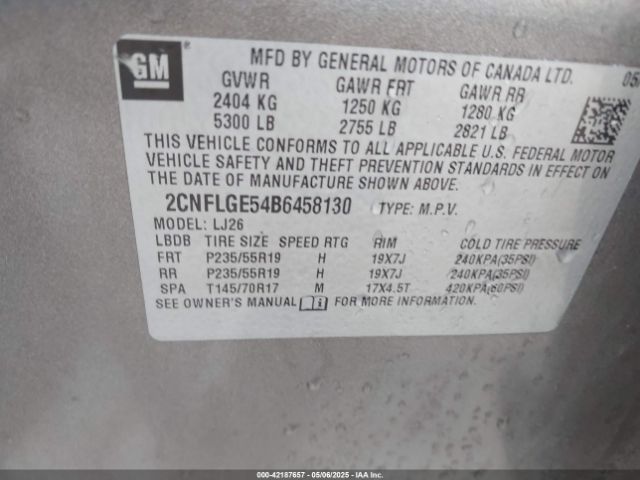 GM ®
MFD BY GENERAL MOTORS OF CANADA LTD. 05/
GVWR GAWR FRT GAWR RR
2404 KG 1250 KG 1280 KG
5300 LB 2755 LB 2821 LB
THIS VEHICLE CONFORMS TO ALL APPLICABLE U.S. FEDERAL MOTOR
VEHICLE SAFETY AND THEFT PREVENTION STANDARDS IN EFFECT ON
THE DATE OF MANUFACTURE SHOWN ABOVE.
2CNFLGE54B6458130 TYPE: M.P.V.
MODEL: LJ26
LBDB TIRE SIZE SPEED RTG RIM COLD TIRE PRESSURE
FRT P235/55R19 H 19X7J 240KPA(35PSI)
RR P235/55R19 H 19X7J 240KPA(35PSI)
SPA T145/70R17 M 17X4.5T 420KPA(60PSI)
SEE OWNER'S MANUAL FOR MORE INFORMATION.
000-42187657 - 05/06/2025 - IAAI.COM